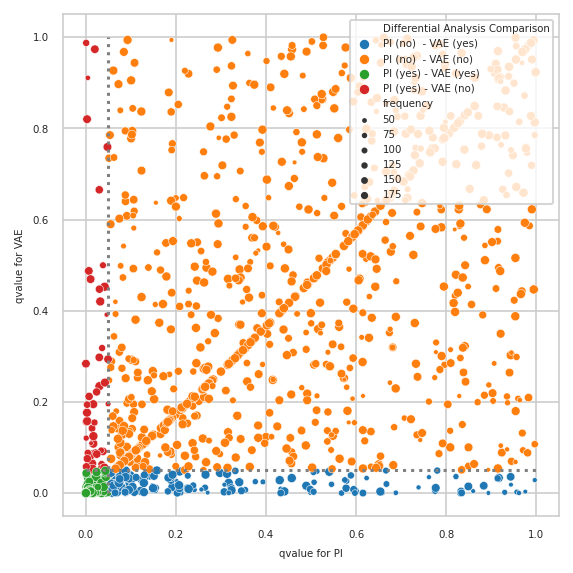 Differential Analysis Comparison
PI (no) - VAE (yes)
PI (no) - VAE (no)
PI (yes) - VAE (yes)
PI (yes) - VAE (no)
frequency
50
75
100
125
150
175
1.0
0.8
0.6
0.4
0.2
0.0
qvalue for VAE
0.0 0.2 0.4 0.6 0.8 1.0
qvalue for PI